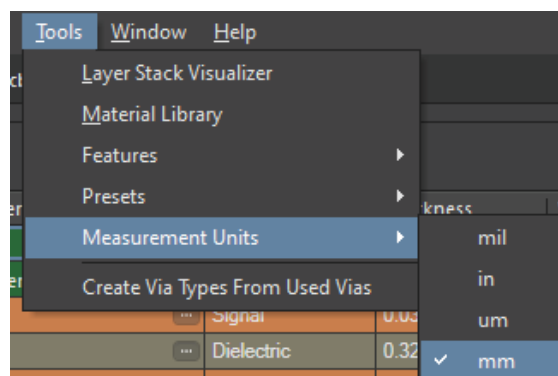 Tools Window Help
Layer Stack Visualizer
Material Library
Features
Presets
kness
Measurement Units
mil
Create Via Types From Used Vias
in
Signal 0.03
um
Dielectric 0.32
mm